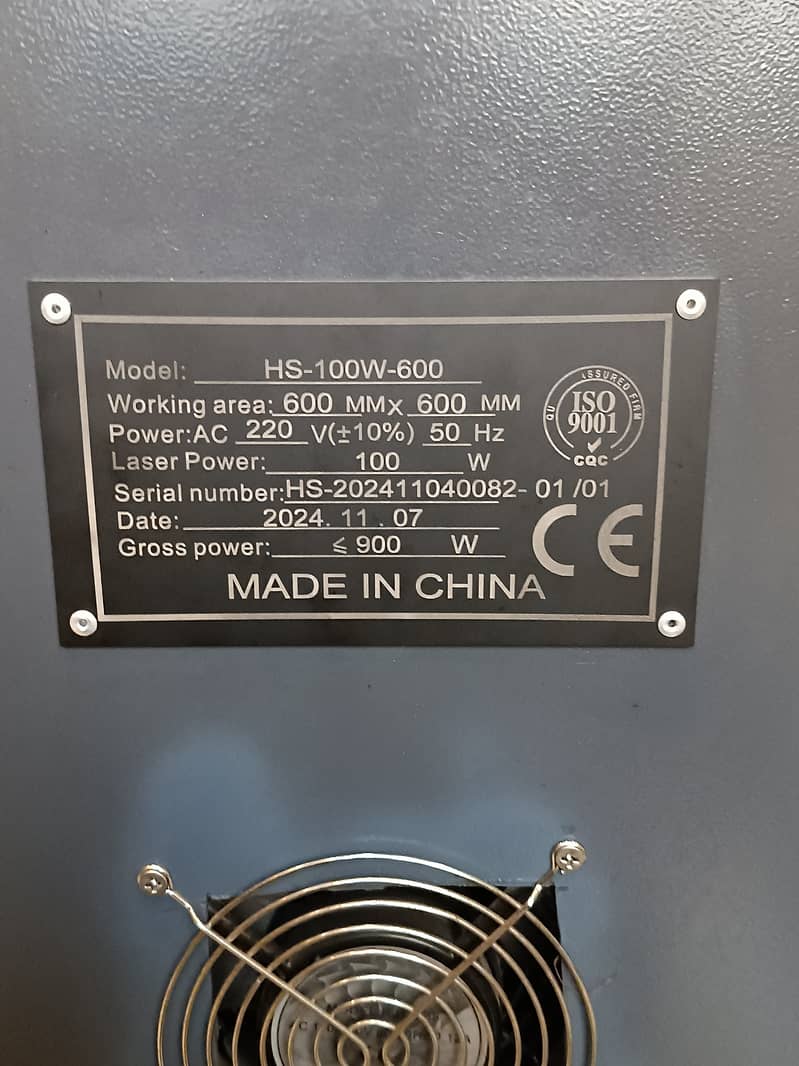 Model: HS-100W-600
Working area: 600 MM x 600 MM
Power:AC 220 V(±10%) 50 Hz
Laser Power: 100 W
Serial number: HS-202411040082- 01 /01
Date: 2024. 11 . 07
Gross power: ≤ 900 W
MADE IN CHINA
ASSURED FIRM
ISO
9001
CQC
CE